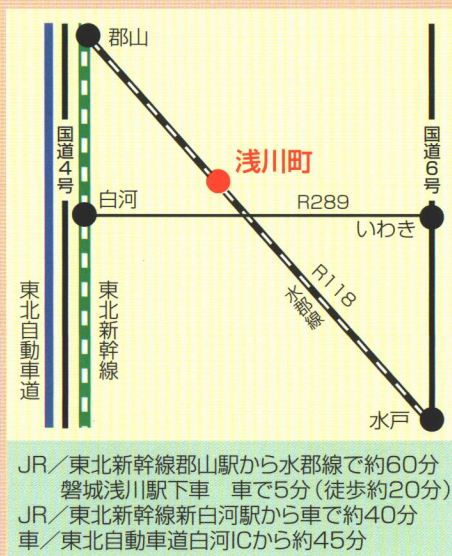 郡山
国道4号
国道6号
浅川町
白河
R289
いわき
東北自動車道
東北新幹線
R118
水郡線
水戸
JR／東北新幹線郡山駅から水郡線で約60分
磐城浅川駅下車　車で5分（徒歩約20分）
JR／東北新幹線新白河駅から車で約40分
車／東北自動車道白河ICから約45分